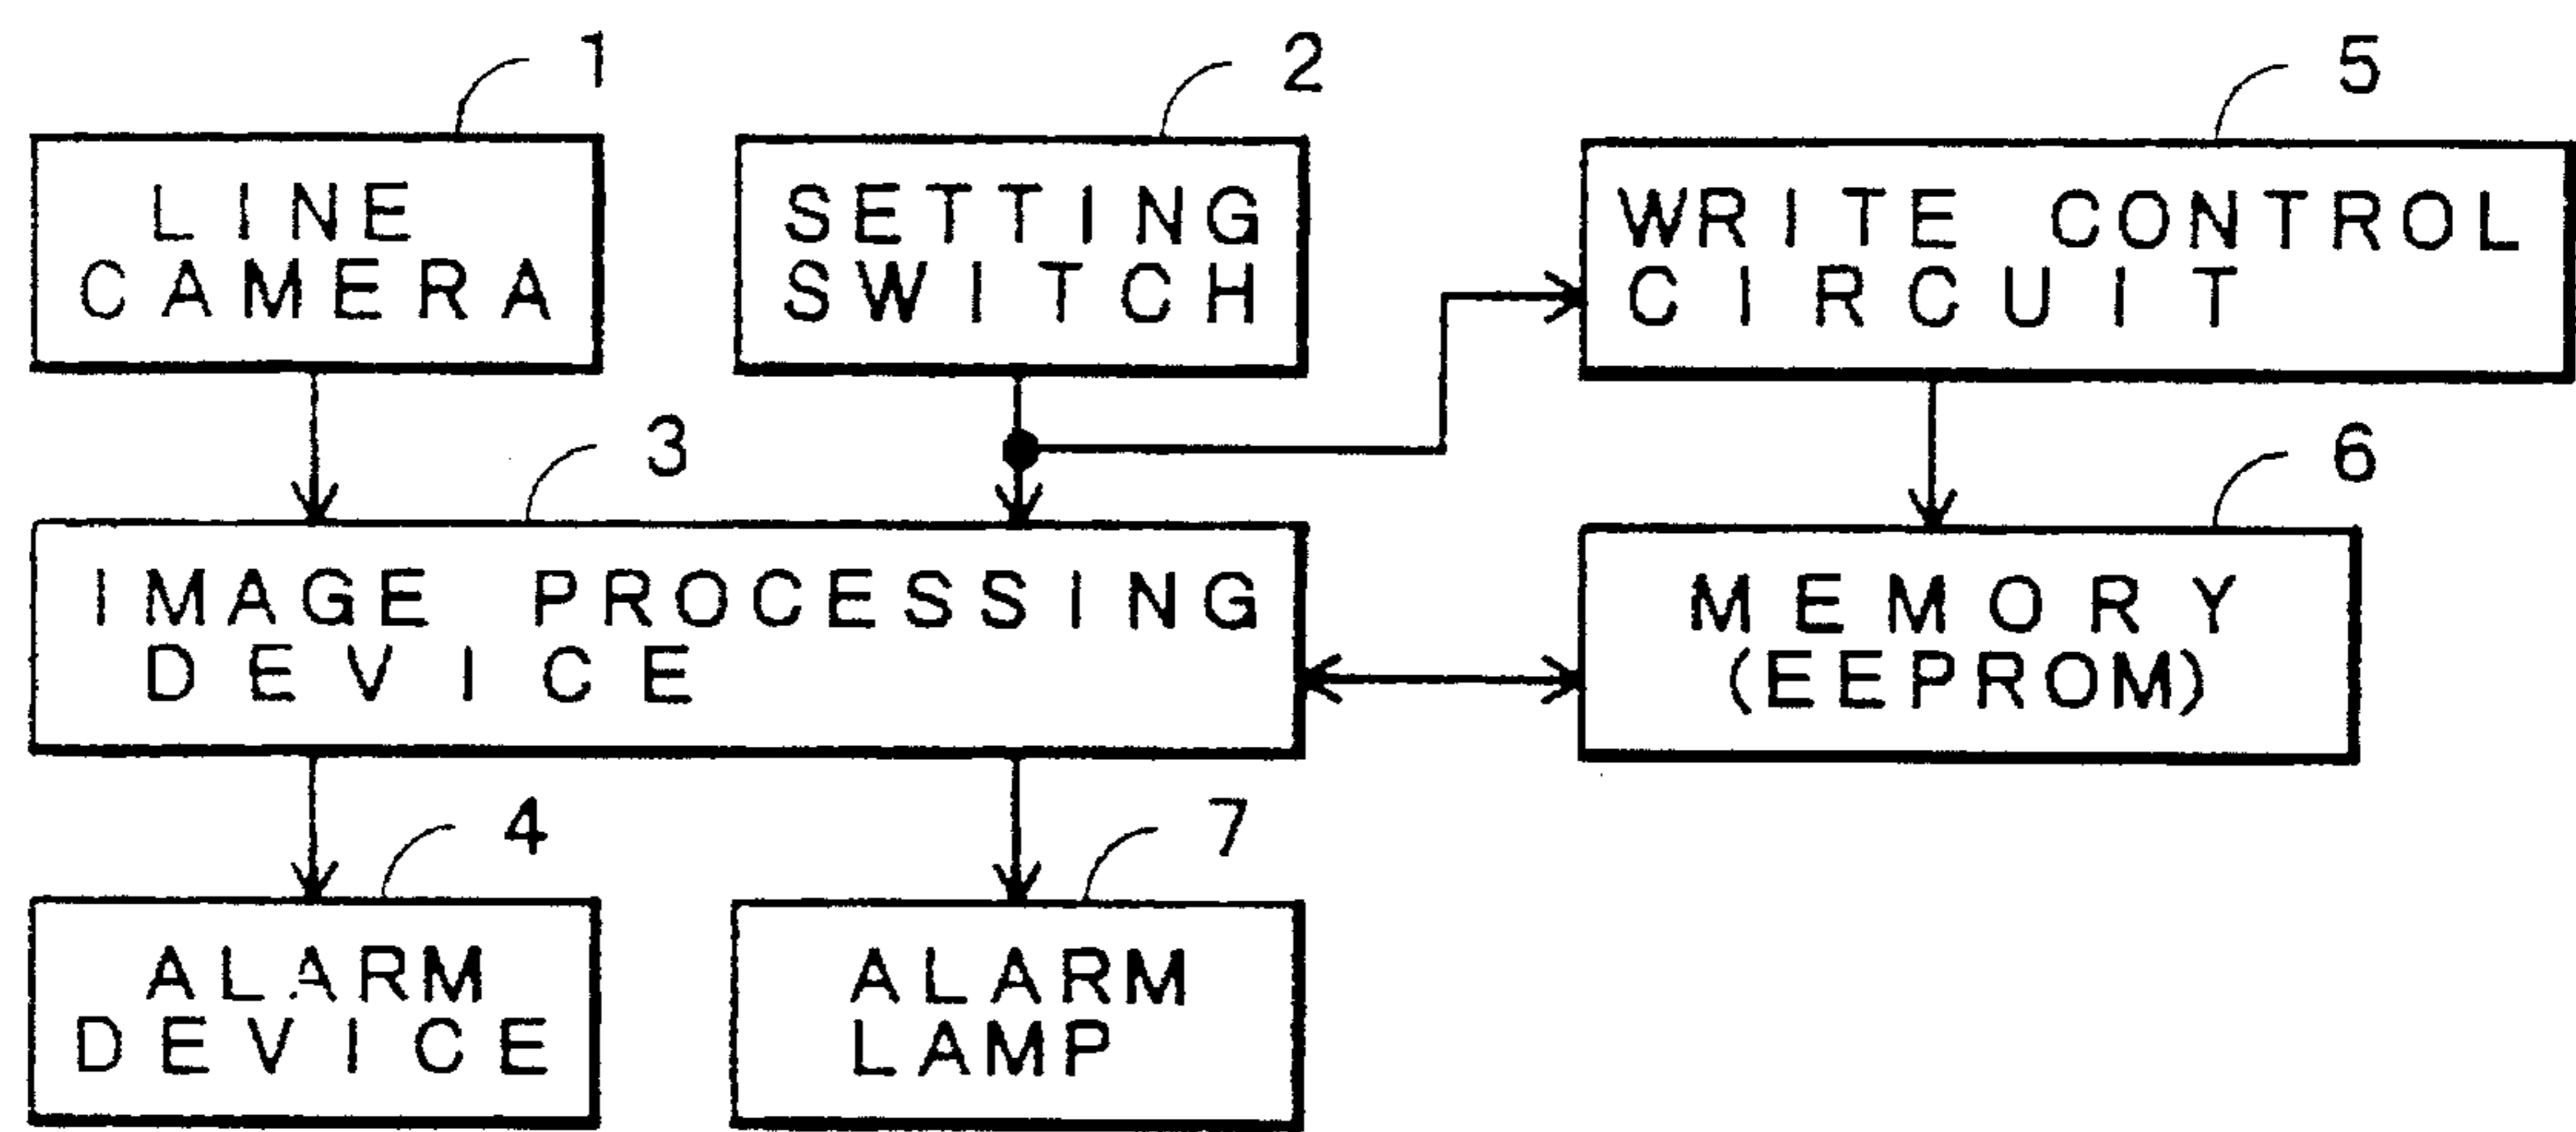 1
LINE
CAMERA
2
SETTING
SWITCH
5
WRITE CONTROL
CIRCUIT
3
IMAGE PROCESSING
DEVICE
6
MEMORY
(EEPROM)
4
ALARM
DEVICE
7
ALARM
LAMP